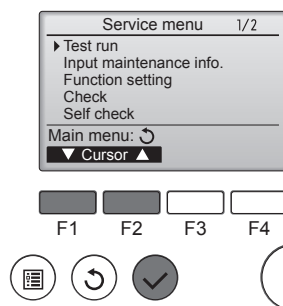 Service menu 1/2
Test run
Input maintenance info.
Function setting
Check
Self check
Main menu:
▼ Cursor ▲
F1 F2 F3 F4